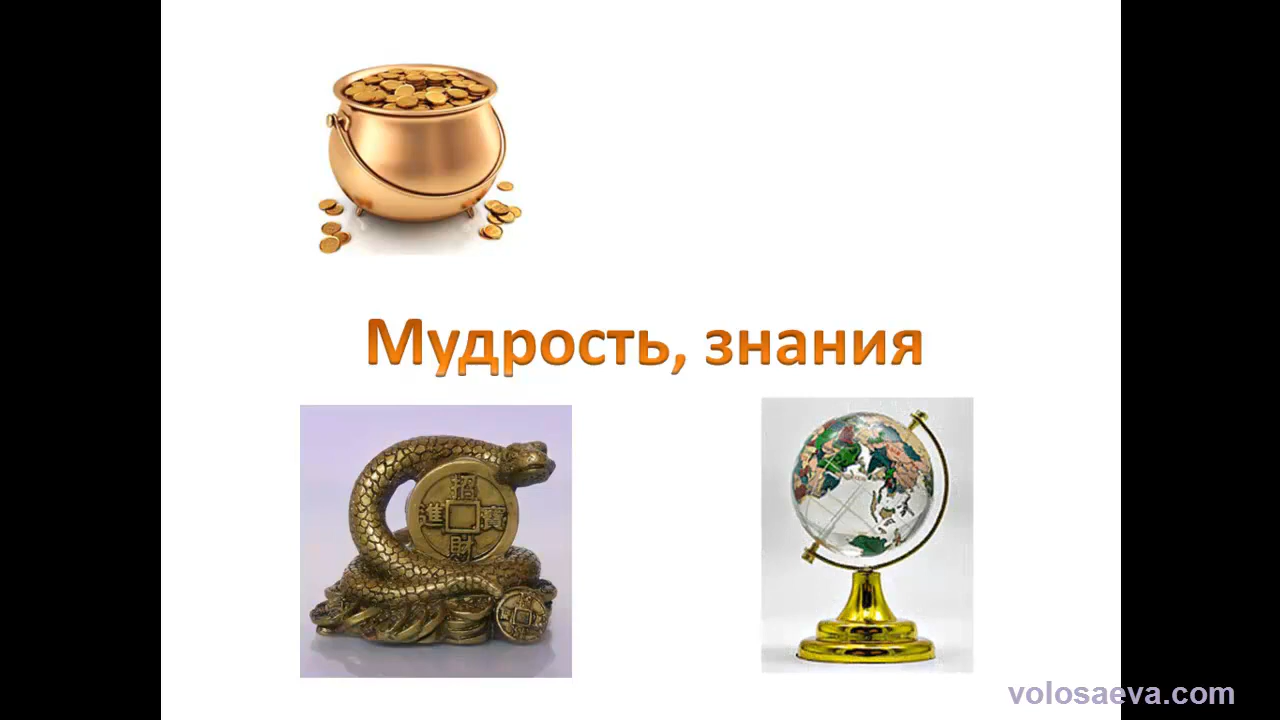 Мудрость, знания
招
進 寶
財
volosaeva.com